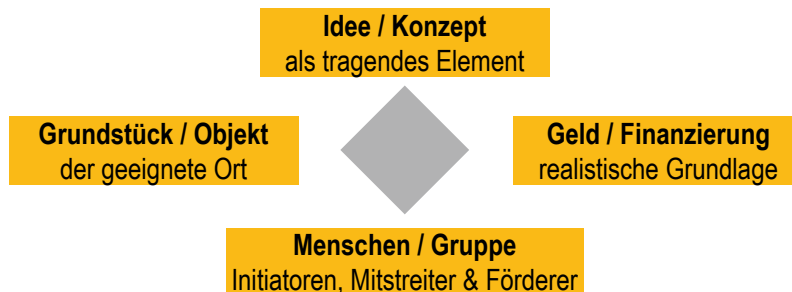 Idee / Konzept
als tragendes Element
Grundstück / Objekt
der geeignete Ort
Geld / Finanzierung
realistische Grundlage
Menschen / Gruppe
Initiatoren, Mitstreiter & Förderer